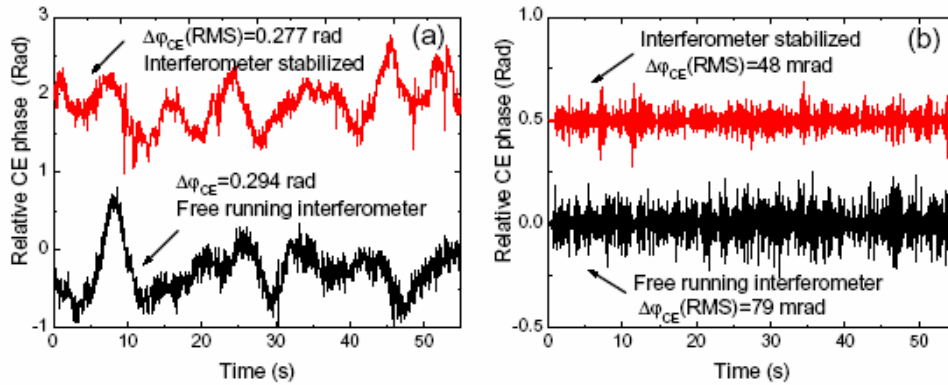 (a)
Δφ_CE(RMS)=0.277 rad
Interferometer stabilized
Δφ_CE=0.294 rad
Free running interferometer
Relative CE phase (Rad)
3
2
1
0
-1
0 10 20 30 40 50
Time (s)
(b)
Interferometer stabilized
Δφ_CE(RMS)=48 mrad
Free running interferometer
Δφ_CE(RMS)=79 mrad
Relative CE phase (Rad)
1.0
0.5
0.0
-0.5
0 10 20 30 40 50
Time (s)